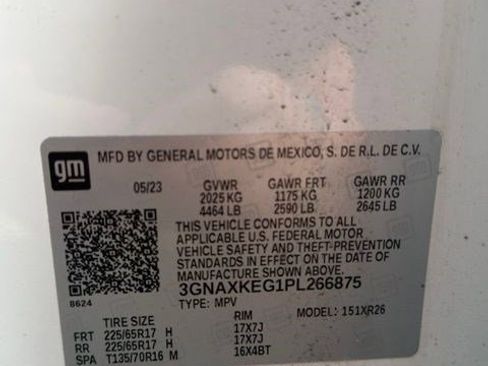 gm
MFD BY GENERAL MOTORS DE MEXICO, S. DE R.L. DE C.V.
05/23 GVWR GAWR FRT GAWR RR
2025 KG 1175 KG 1200 KG
4464 LB 2590 LB 2645 LB
THIS VEHICLE CONFORMS TO ALL
APPLICABLE U.S. FEDERAL MOTOR
VEHICLE SAFETY AND THEFT-PREVENTION
STANDARDS IN EFFECT ON THE DATE OF
MANUFACTURE SHOWN ABOVE.
3GNAXKEG1PL266875
8624 TYPE: MPV
TIRE SIZE RIM MODEL: 151XR26
FRT 225/65R17 H 17X7J
RR 225/65R17 H 17X7J
SPA T135/70R16 M 16X4BT